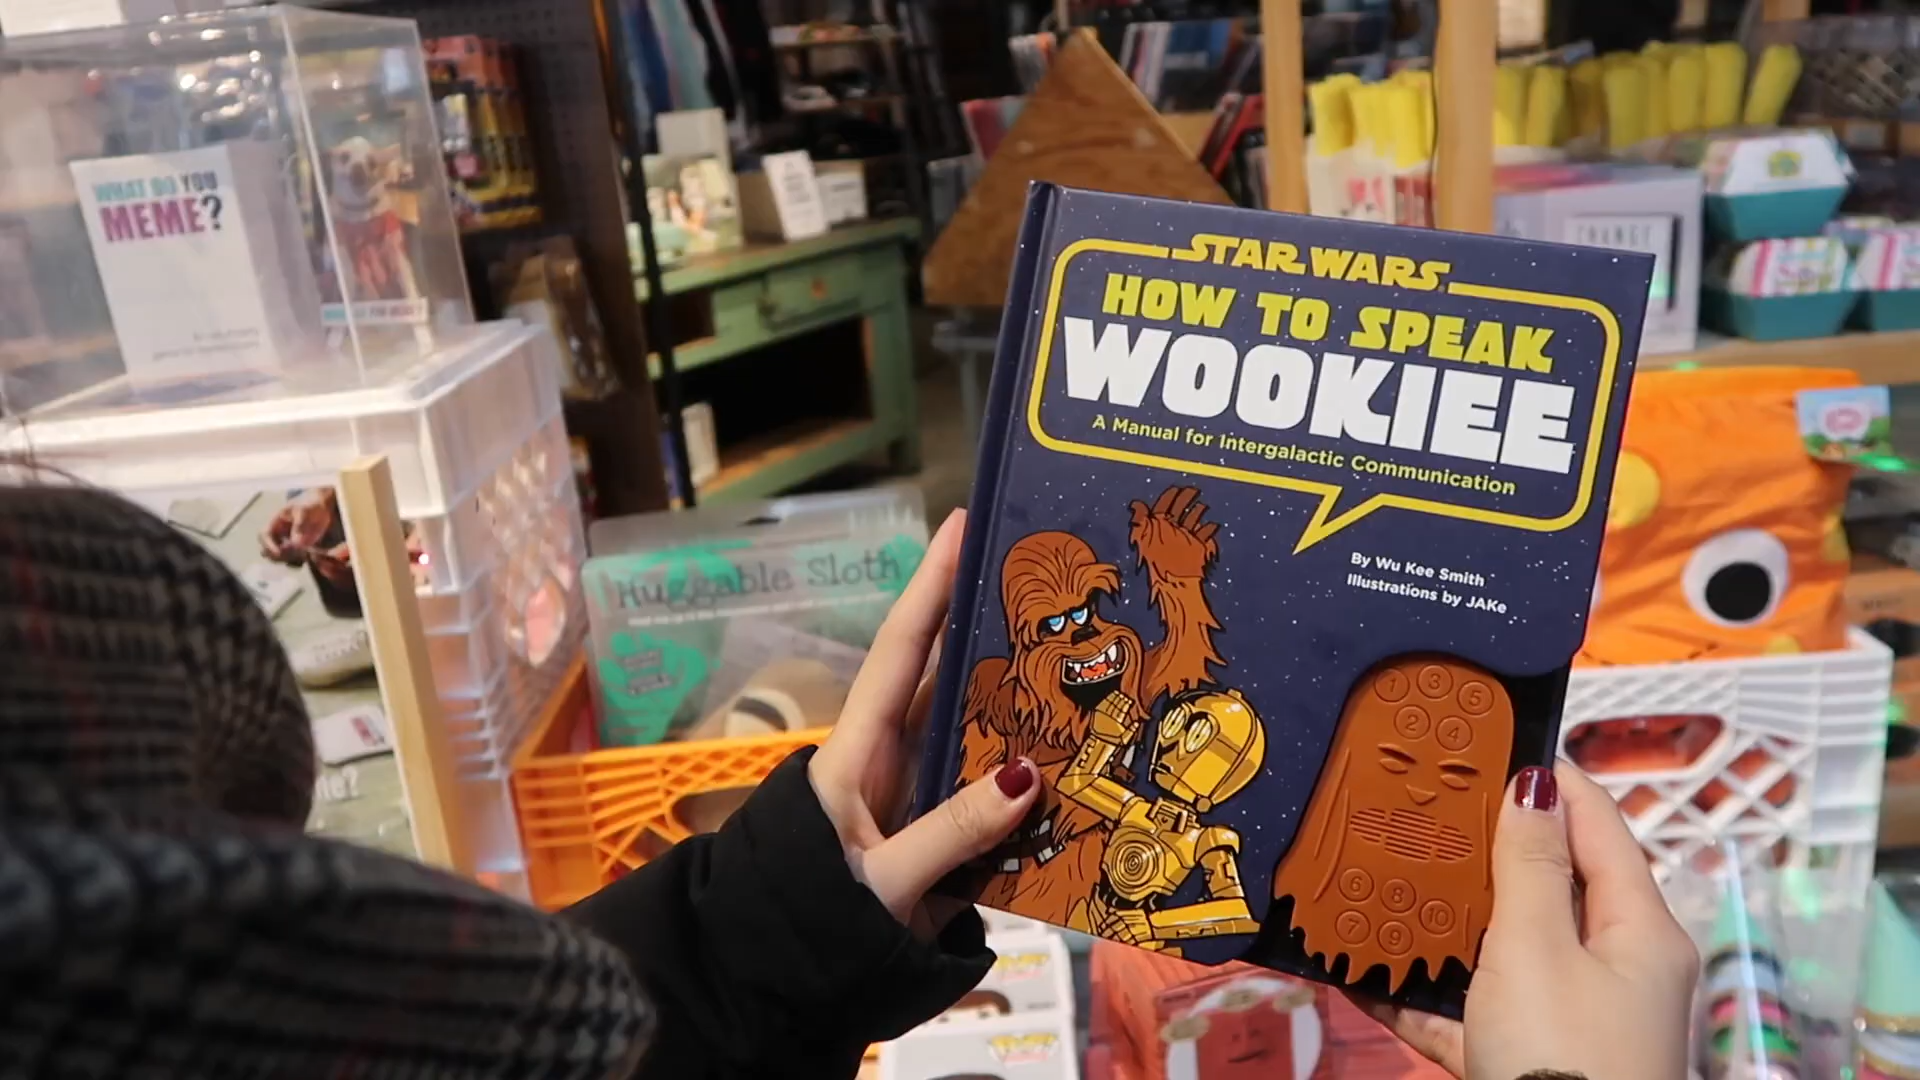 WHAT DO YOU
MEME?
STAR WARS
HOW TO SPEAK
WOOKIEE
A Manual for Intergalactic Communication
By Wu Kee Smith
Illustrations by JAKe
1
3
5
2
4
6
8
7
9
10
Huggable Sloth